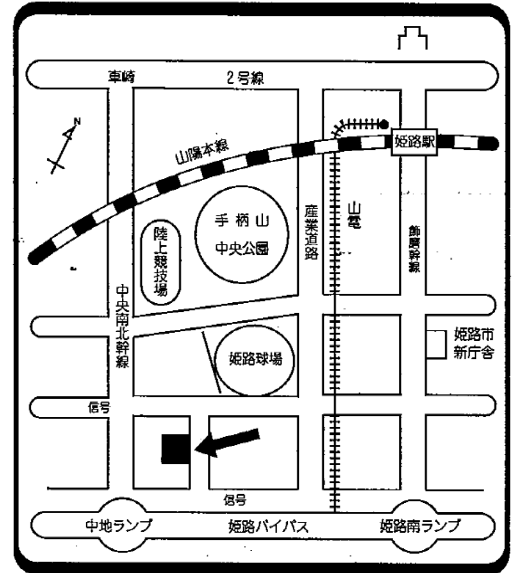 車崎
2号線
N
山陽本線
姫路駅
手柄山
中央公園
産業道路
山電
飾磨幹線
陸上競技場
中央南北幹線
姫路球場
姫路市
新庁舎
信号
信号
中地ランプ
姫路バイパス
姫路南ランプ